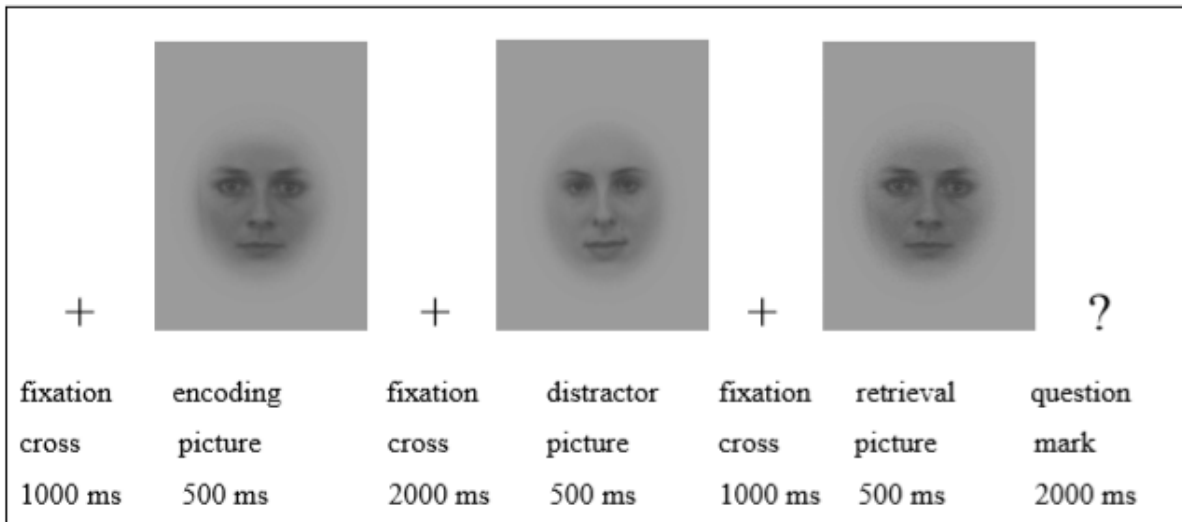 + + + ?
fixation encoding fixation distractor fixation retrieval question
cross picture cross picture cross picture mark
1000 ms 500 ms 2000 ms 500 ms 1000 ms 500 ms 2000 ms